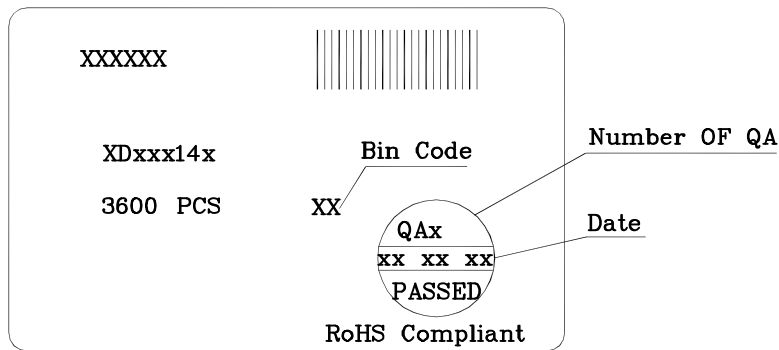 XXXXXX
XDxxx14x
Bin Code
Number OF QA
3600 PCS
XX
QAx
Date
xx xx xx
PASSED
RoHS Compliant